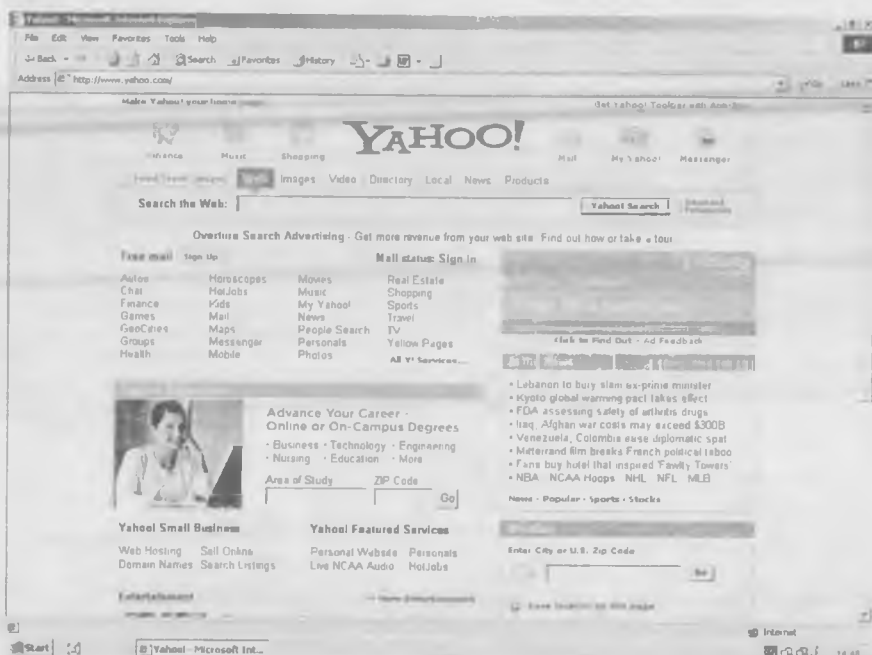 Yahoo! - Microsoft Internet Explorer
File Edit View Favorites Tools Help
Back Search Favorites History
Address http://www.yahoo.com/
Make Yahoo! your home page
Get Yahoo! Toolbar with
Finance Music Shopping YAHOO! Mail My Yahoo! Messenger
Web Images Video Directory Local News Products
Search the Web: Yahoo! Search
Overture Search Advertising - Get more revenue from your web site. Find out how or take a tour
Free mail Sign Up Mail status: Sign In
Autos Horoscopes Movies Real Estate
Chat HotJobs Music Shopping
Finance Kids My Yahoo! Sports
Games Mail News Travel
GeoCities Maps People Search TV
Groups Messenger Personals Yellow Pages
Health Mobile Photos All Y! Services...
Click to Find Out - Ad Feedback
News
• Lebanon to bury slain ex-prime minister
• Kyoto global warming pact takes effect
• FDA assessing safety of arthritis drugs
• Iraq, Afghan war costs may exceed $300B
• Venezuela, Colombia ease diplomatic spat
• Mitterrand film breaks French political taboo
• Fans buy hotel that inspired 'Fawlty Towers'
• NBA NCAA Hoops NHL NFL MLB
News - Popular - Sports - Stocks
Advance Your Career -
Online or On-Campus Degrees
· Business · Technology · Engineering
· Nursing · Education · More
Area of Study ZIP Code
Go
Yahoo! Small Business
Web Hosting Sell Online
Domain Names Search Listings
Yahoo! Featured Services
Personal Website Personals
Live NCAA Audio HotJobs
Enter City or U.S. Zip Code
Go
Entertainment
Internet
Start Yahoo! - Microsoft Int...